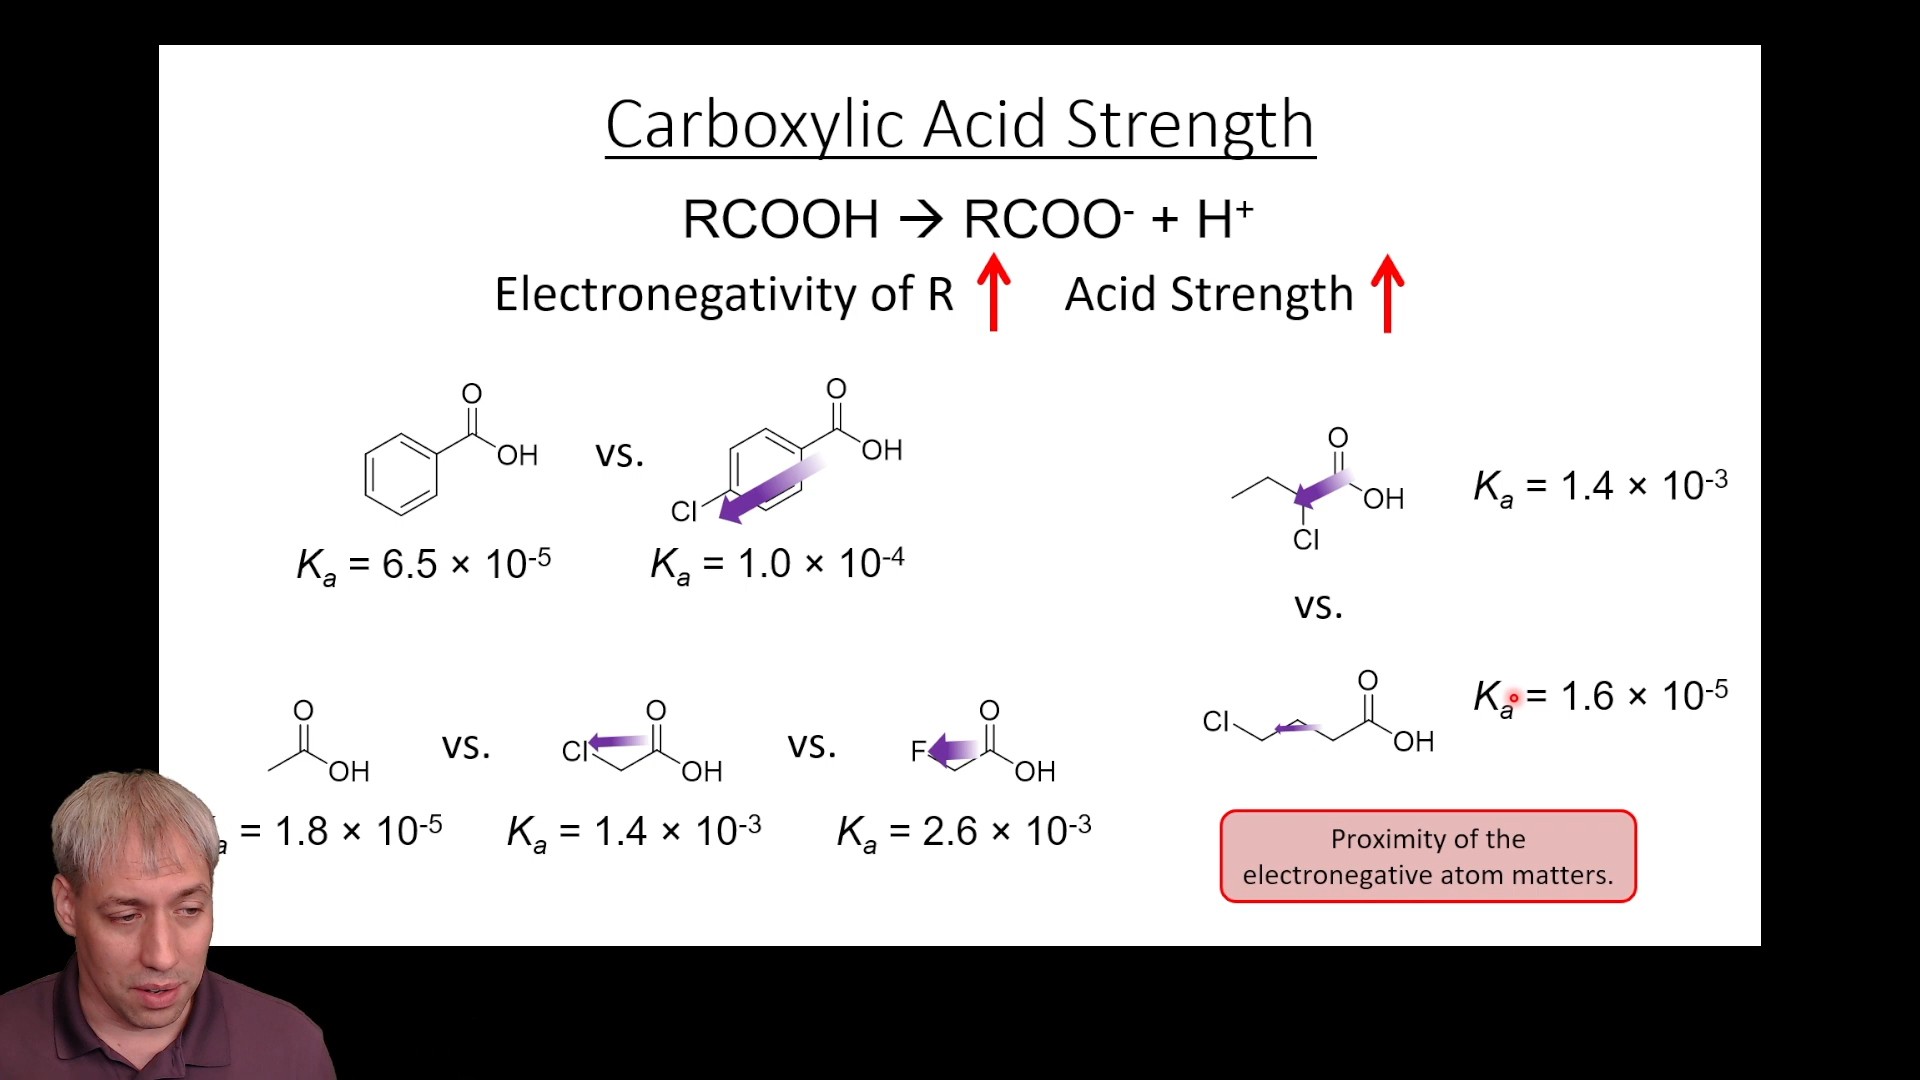 Carboxylic Acid Strength
RCOOH → RCOO⁻ + H⁺
Electronegativity of R ↑ Acid Strength ↑
O
OH
vs.
O
OH
Cl
Kₐ = 6.5 × 10⁻⁵
Kₐ = 1.0 × 10⁻⁴
O
OH
Cl
Kₐ = 1.4 × 10⁻³
vs.
O
OH
Cl
Kₐ = 1.6 × 10⁻⁵
O
OH
vs.
O
Cl
OH
vs.
O
F
OH
ₐ = 1.8 × 10⁻⁵
Kₐ = 1.4 × 10⁻³
Kₐ = 2.6 × 10⁻³
Proximity of the
electronegative atom matters.